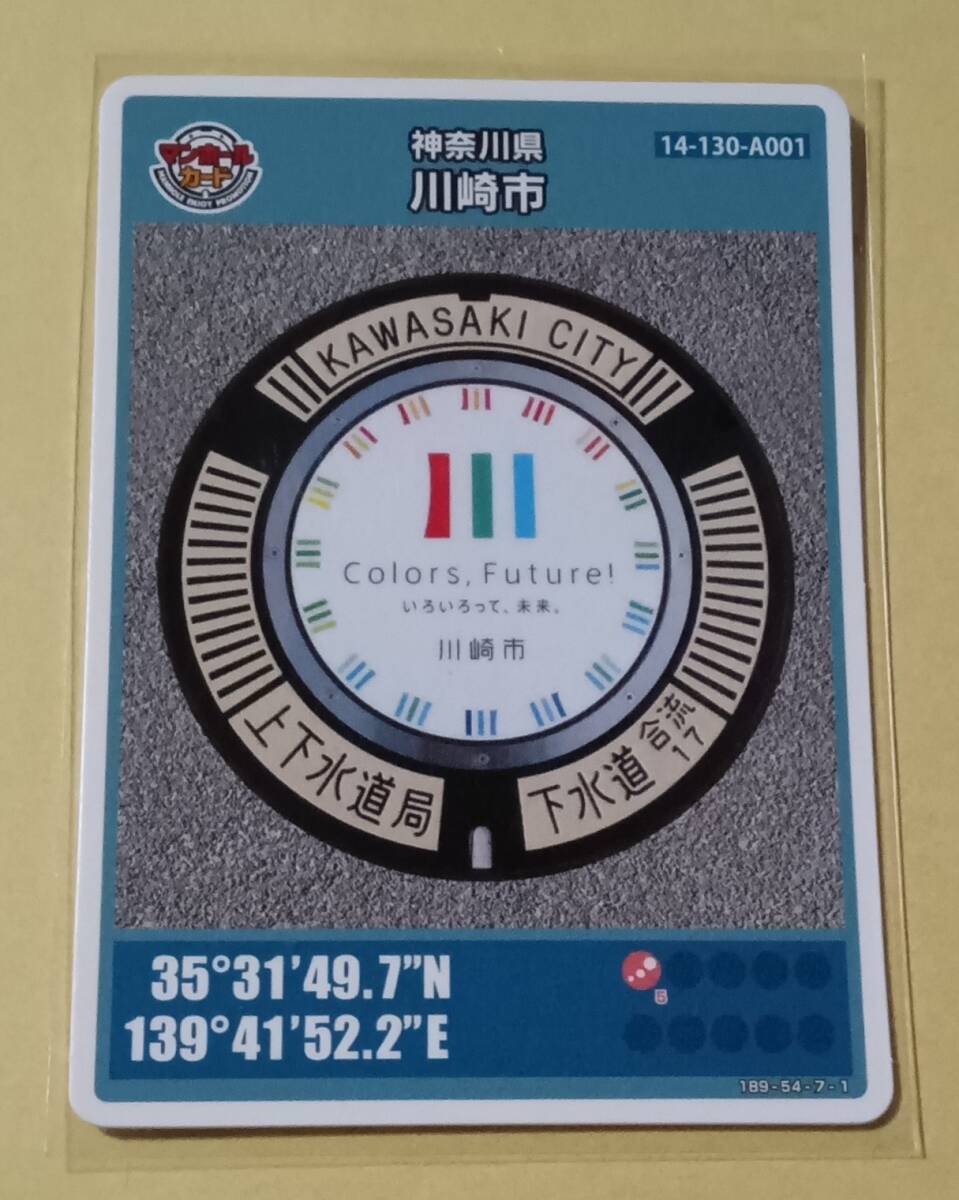 マンホール
カード
MANHOLE ENJOY PROMOTION
神奈川県
川崎市
14-130-A001
KAWASAKI CITY
Colors, Future!
いろいろって、未来。
川崎市
上下水道局
下水道
合流
17
35°31'49.7"N
139°41'52.2"E
5
189-54-7-1